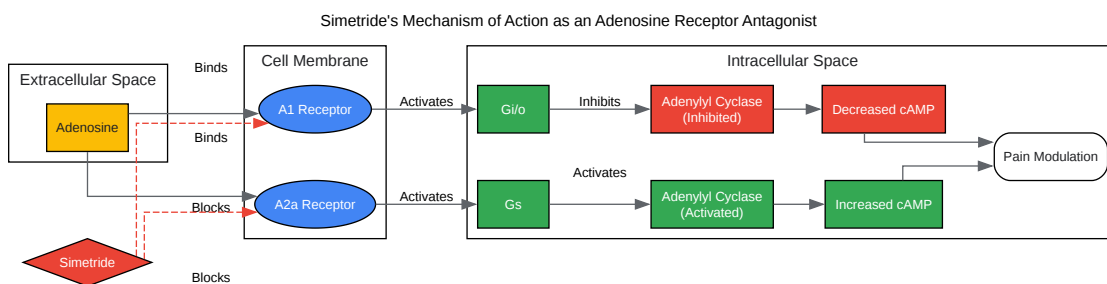 Simetride's Mechanism of Action as an Adenosine Receptor Antagonist
Extracellular Space
Adenosine
Simetride
Binds
Binds
Blocks
Blocks
Cell Membrane
A1 Receptor
A2a Receptor
Activates
Activates
Intracellular Space
Gi/o
Inhibits
Adenylyl Cyclase
(Inhibited)
Decreased cAMP
Gs
Activates
Adenylyl Cyclase
(Activated)
Increased cAMP
Pain Modulation